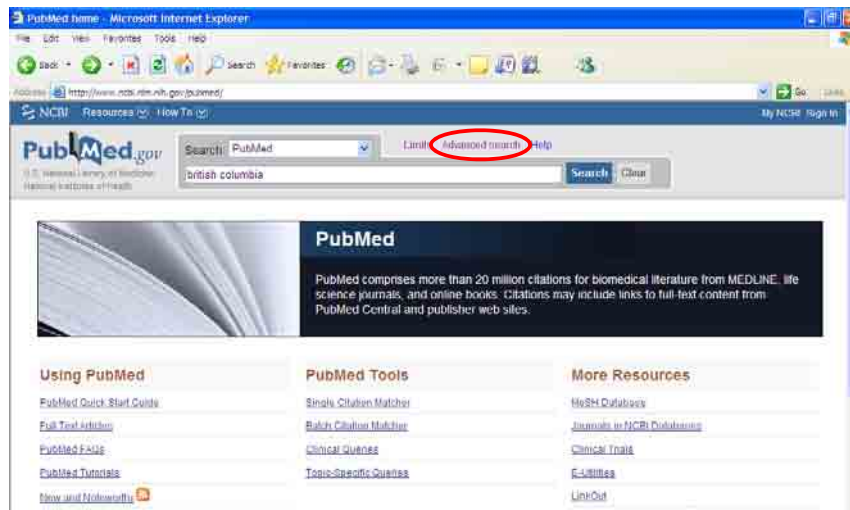 PubMed home - Microsoft Internet Explorer
File Edit View Favorites Tools Help
Back Search Favorites
Address http://www.ncbi.nlm.nih.gov/pubmed/ Go Links
NCBI Resources How To My NCBI Sign In
PubMed.gov
U.S. National Library of Medicine
National Institutes of Health
Search: PubMed Limits Advanced search Help
british columbia Search Clear
PubMed
PubMed comprises more than 20 million citations for biomedical literature from MEDLINE, life
science journals, and online books. Citations may include links to full-text content from
PubMed Central and publisher web sites.
Using PubMed
PubMed Quick Start Guide
Full Text Articles
PubMed FAQs
PubMed Tutorials
New and Noteworthy
PubMed Tools
Single Citation Matcher
Batch Citation Matcher
Clinical Queries
Topic-Specific Queries
More Resources
MeSH Database
Journals in NCBI Databases
Clinical Trials
E-Utilities
LinkOut